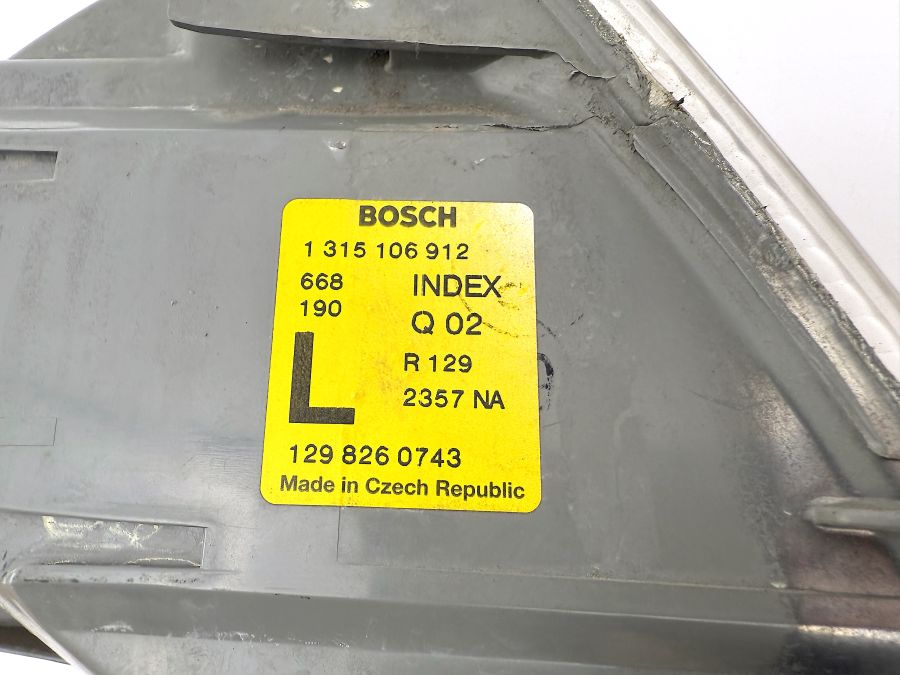 BOSCH
1 315 106 912
668
190
INDEX
Q 02
L
R 129
2357 NA
129 826 0743
Made in Czech Republic